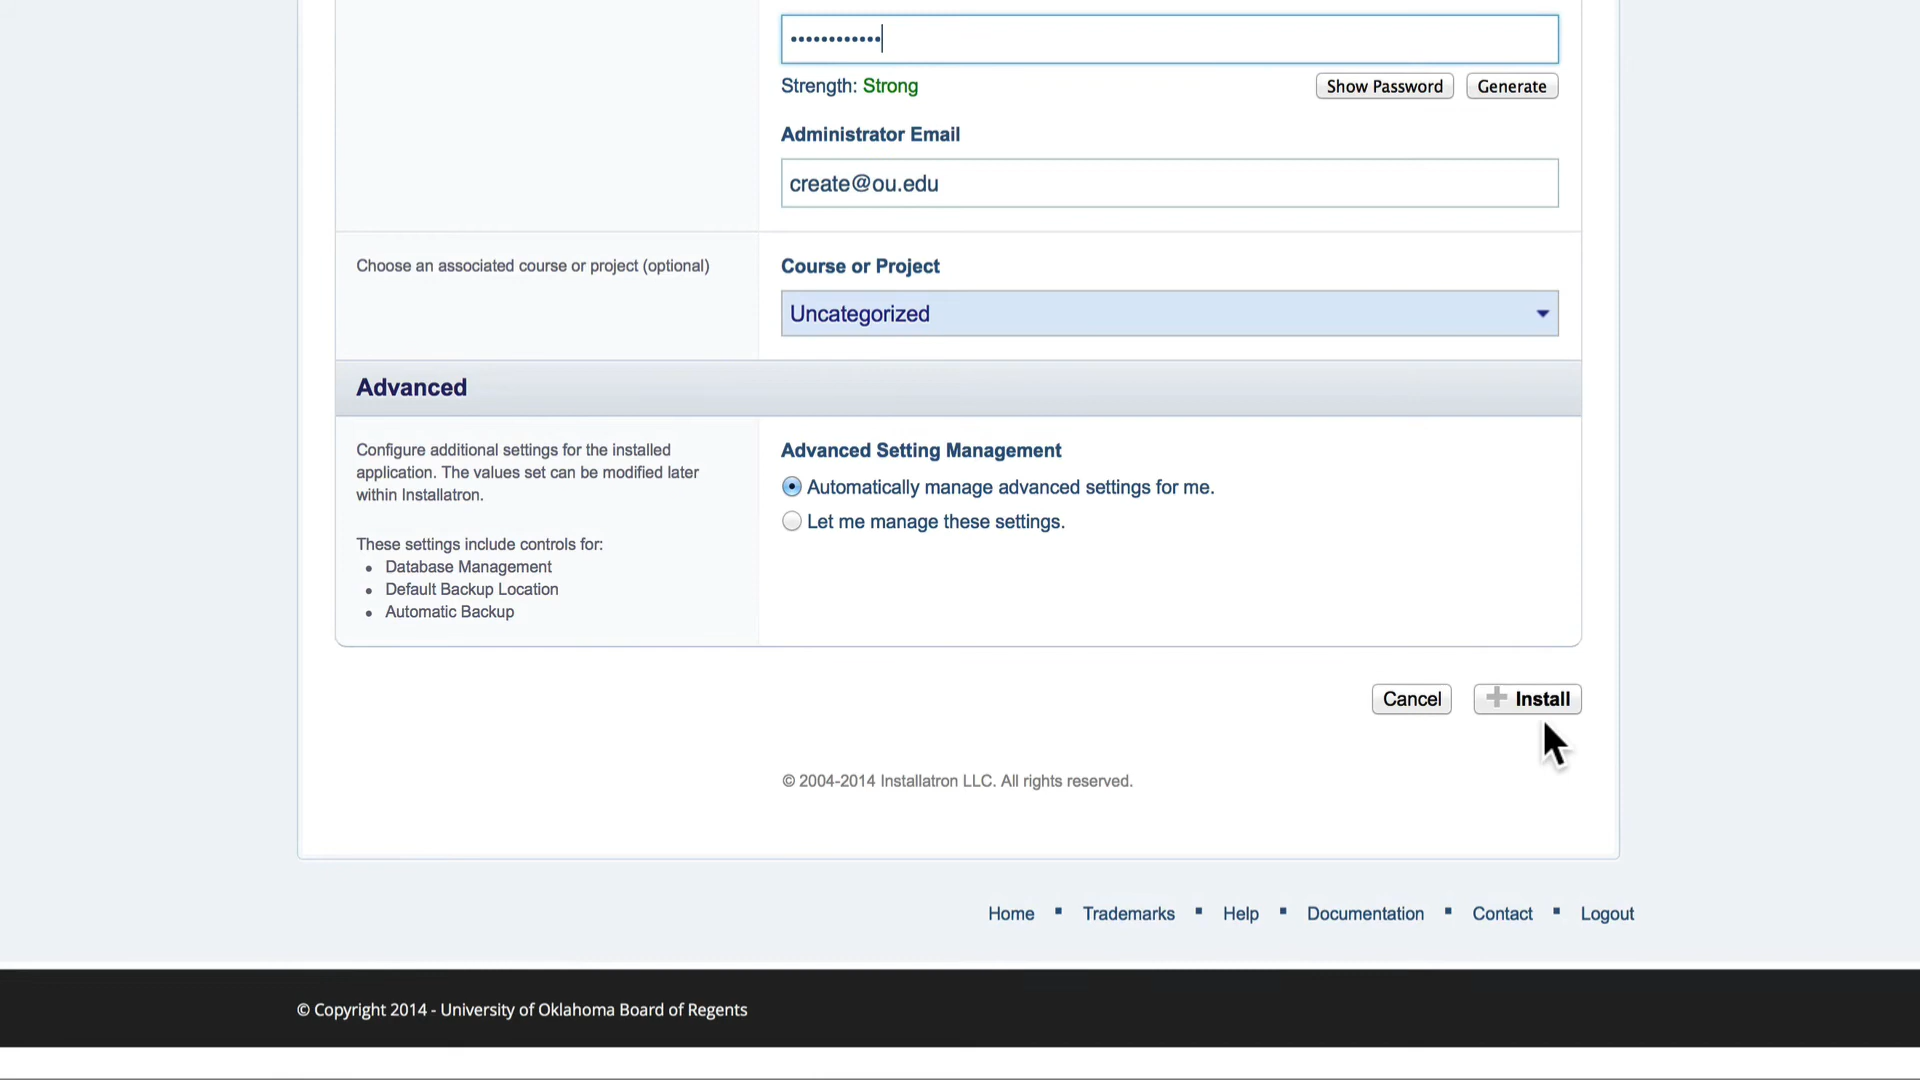 ••••••••••••
Strength: Strong
Show Password
Generate
Administrator Email
create@ou.edu
Choose an associated course or project (optional)
Course or Project
Uncategorized
Advanced
Configure additional settings for the installed
application. The values set can be modified later
within Installatron.
These settings include controls for:
• Database Management
• Default Backup Location
• Automatic Backup
Advanced Setting Management
Automatically manage advanced settings for me.
Let me manage these settings.
Cancel
Install
© 2004-2014 Installatron LLC. All rights reserved.
Home ▪ Trademarks ▪ Help ▪ Documentation ▪ Contact ▪ Logout
© Copyright 2014 - University of Oklahoma Board of Regents